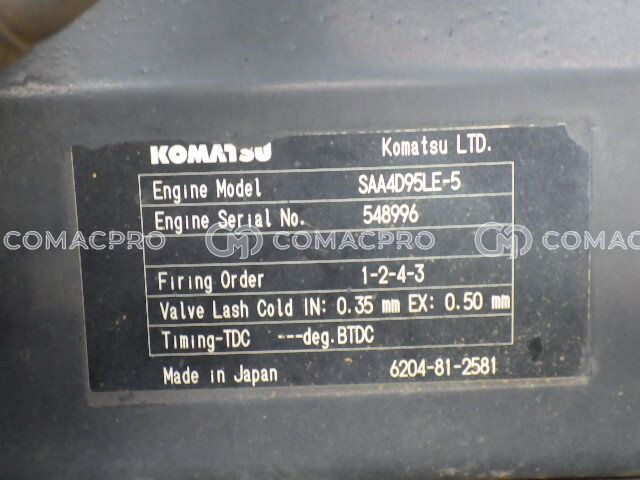 KOMATSU Komatsu LTD.
Engine Model SAA4D95LE-5
Engine Serial No. 548996
COMACPRO COMACPRO COMACPRO
Firing Order 1-2-4-3
Valve Lash Cold IN: 0.35 mm EX: 0.50 mm
Timing-TDC ---deg.BTDC
Made in Japan 6204-81-2581